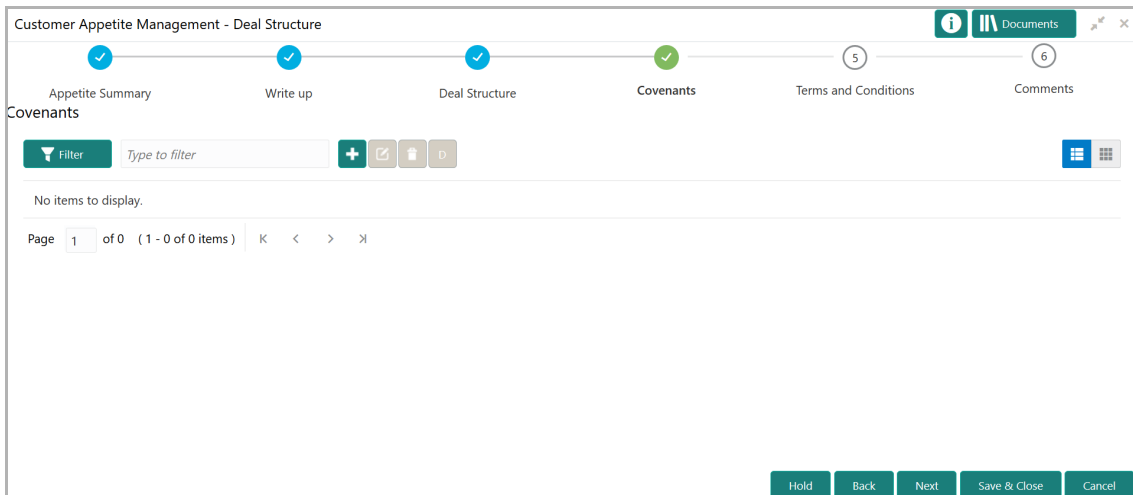 Customer Appetite Management - Deal Structure
i Documents
5 6
Appetite Summary Write up Deal Structure Covenants Terms and Conditions Comments
Covenants
Filter Type to filter D
No items to display.
Page 1 of 0 ( 1 - 0 of 0 items )
Hold Back Next Save & Close Cancel